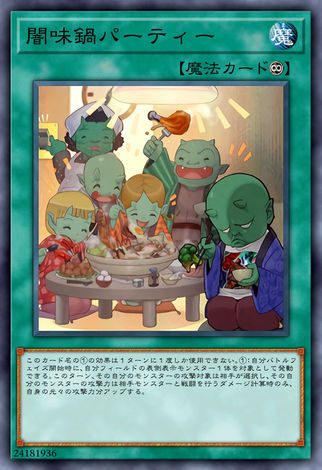 闇味鍋パーティー
魔
【魔法カード】
このカード名の①の効果は１ターンに１度しか使用できない。①：自分バトルフ
ェイズ開始時に、自分フィールドの表側表示モンスター１体を対象として発動
できる。このターン、その自分のモンスターの攻撃対象は相手が選択し、その自
分のモンスターの攻撃力は相手モンスターと戦闘を行うダメージ計算時のみ、
自身の元々の攻撃力分アップする。
24181936